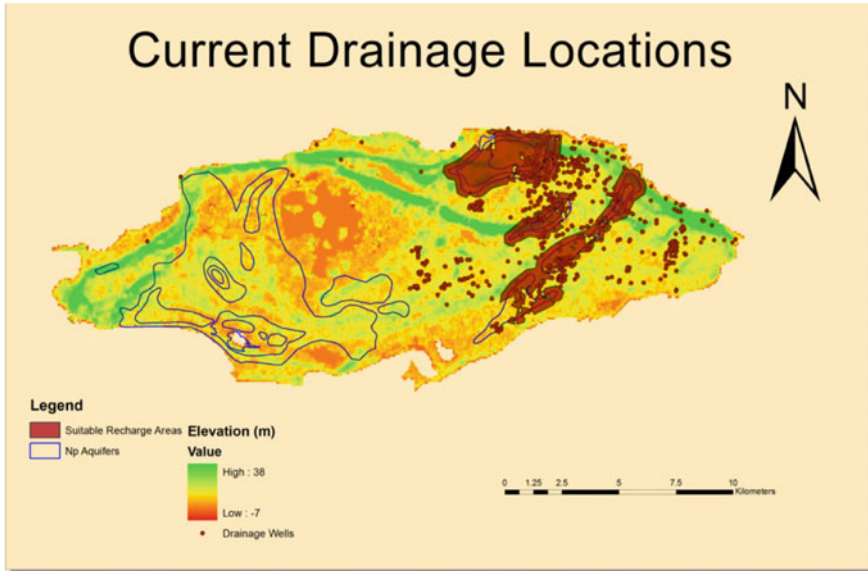 Current Drainage Locations
N
Legend
Suitable Recharge Areas
Np Aquifers
Elevation (m)
Value
High : 38
Low : -7
Drainage Wells
0 1.25 2.5 5 7.5 10
Kilometers